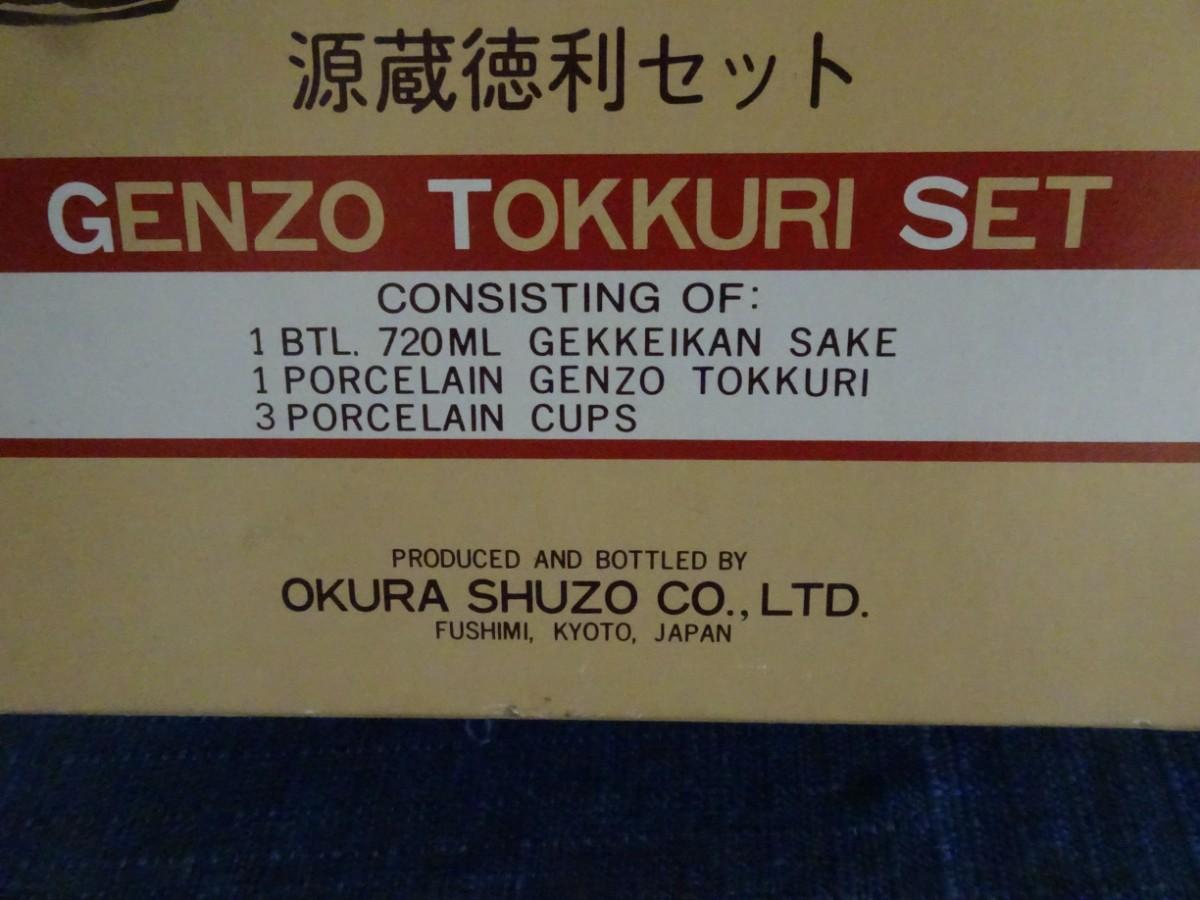 源蔵徳利セット
GENZO TOKKURI SET
CONSISTING OF:
1 BTL. 720ML GEKKEIKAN SAKE
1 PORCELAIN GENZO TOKKURI
3 PORCELAIN CUPS
PRODUCED AND BOTTLED BY
OKURA SHUZO CO., LTD.
FUSHIMI, KYOTO, JAPAN